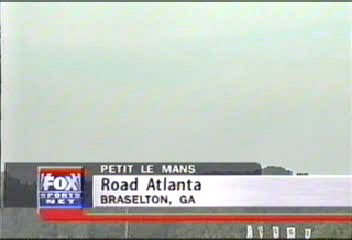 PETIT LE MANS
FOX
SPORTS
NET
Road Atlanta
BRASELTON, GA